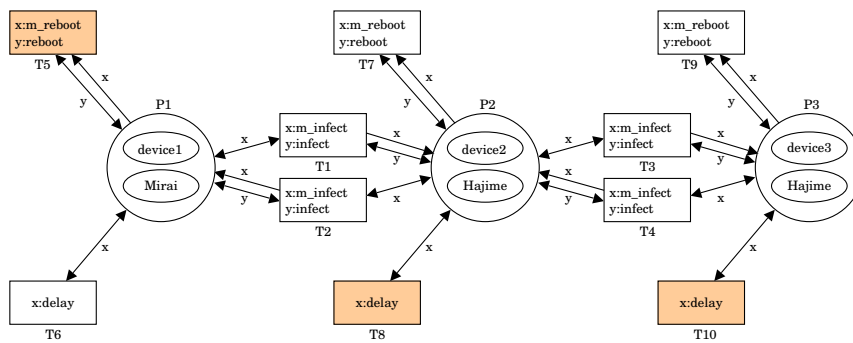 x:m_reboot
y:reboot
T5
x:m_reboot
y:reboot
T7
x:m_reboot
y:reboot
T9
x
y
x
y
x
y
P1
P2
P3
device1
Mirai
x
x:m_infect
y:infect
T1
x
y
device2
Hajime
x
x:m_infect
y:infect
T3
x
y
device3
Hajime
x
y
x:m_infect
y:infect
T2
x
x
y
x:m_infect
y:infect
T4
x
x
x
x
x:delay
T6
x:delay
T8
x:delay
T10